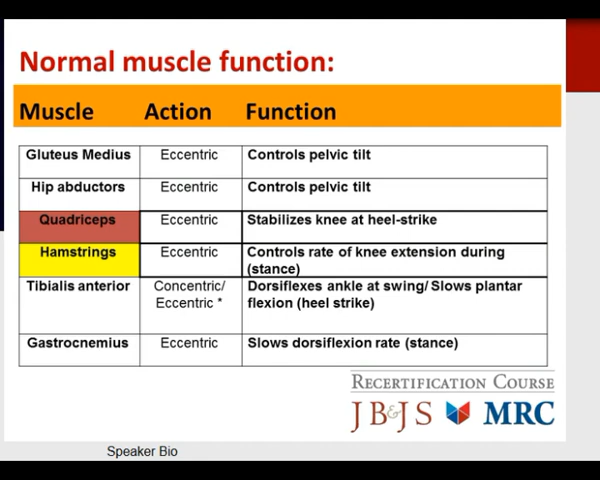 Normal muscle function:
Muscle Action Function
Gluteus Medius Eccentric Controls pelvic tilt
Hip abductors Eccentric Controls pelvic tilt
Quadriceps Eccentric Stabilizes knee at heel-strike
Hamstrings Eccentric Controls rate of knee extension during
(stance)
Tibialis anterior Concentric/ Dorsiflexes ankle at swing/ Slows plantar
Eccentric * flexion (heel strike)
Gastrocnemius Eccentric Slows dorsiflexion rate (stance)
RECERTIFICATION COURSE
JB&JS MRC
Speaker Bio